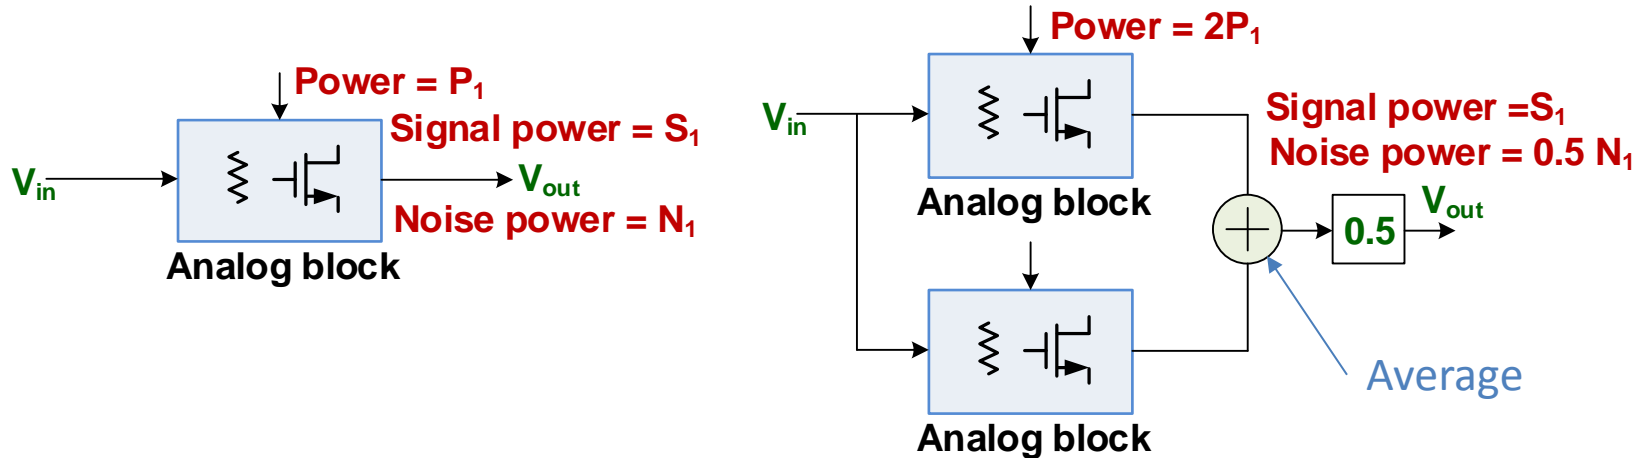 Power = P₁
Signal power = S₁
Vin
Vout
Noise power = N₁
Analog block
Power = 2P₁
Vin
Analog block
Signal power =S₁
Noise power = 0.5 N₁
Vout
0.5
Average
Analog block